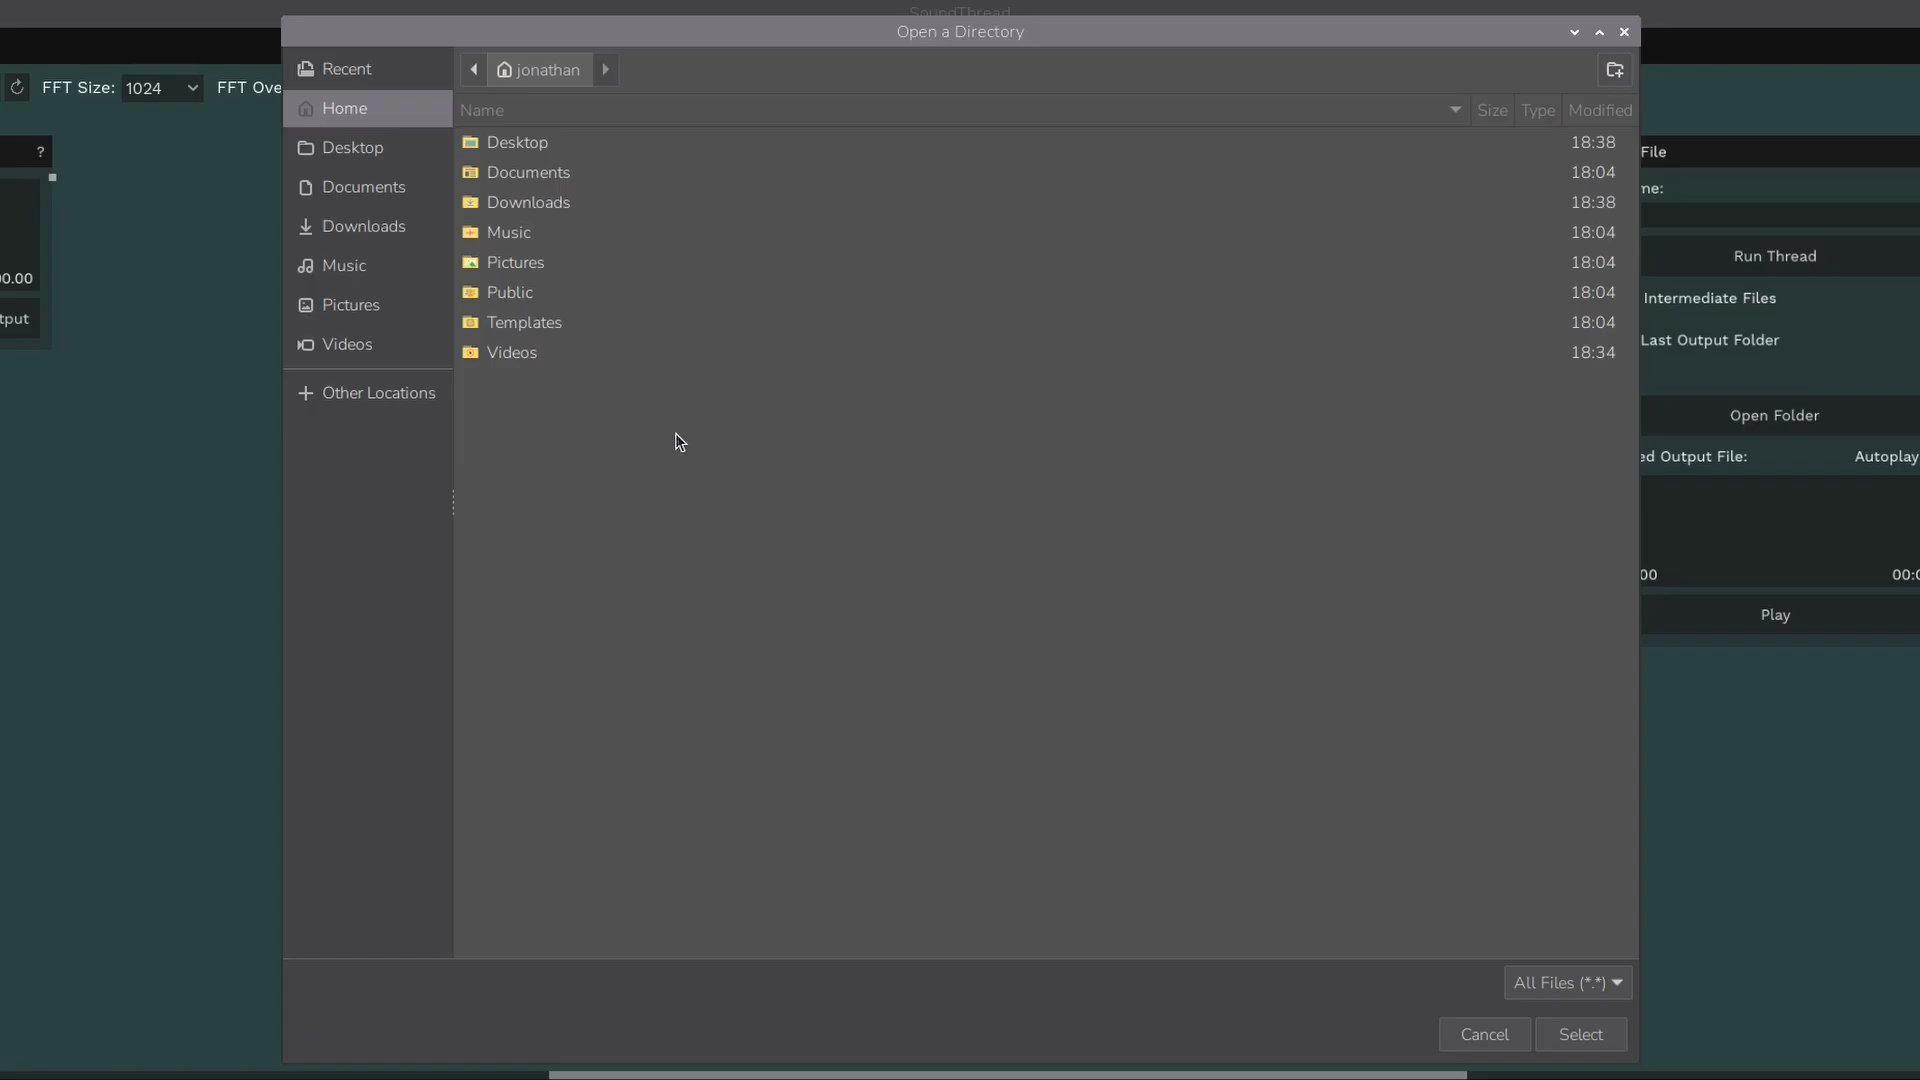 SoundThread
Open a Directory
FFT Size: 1024 FFT Ove
Recent
Home
Desktop
Documents
Downloads
Music
Pictures
Videos
Other Locations
jonathan
Name Size Type Modified
Desktop 18:38
Documents 18:04
Downloads 18:38
Music 18:04
Pictures 18:04
Public 18:04
Templates 18:04
Videos 18:34
All Files (*.*)
Cancel Select
?
00.00
tput
File
me:
Run Thread
Intermediate Files
Last Output Folder
Open Folder
ed Output File: Autoplay
00 00:0
Play